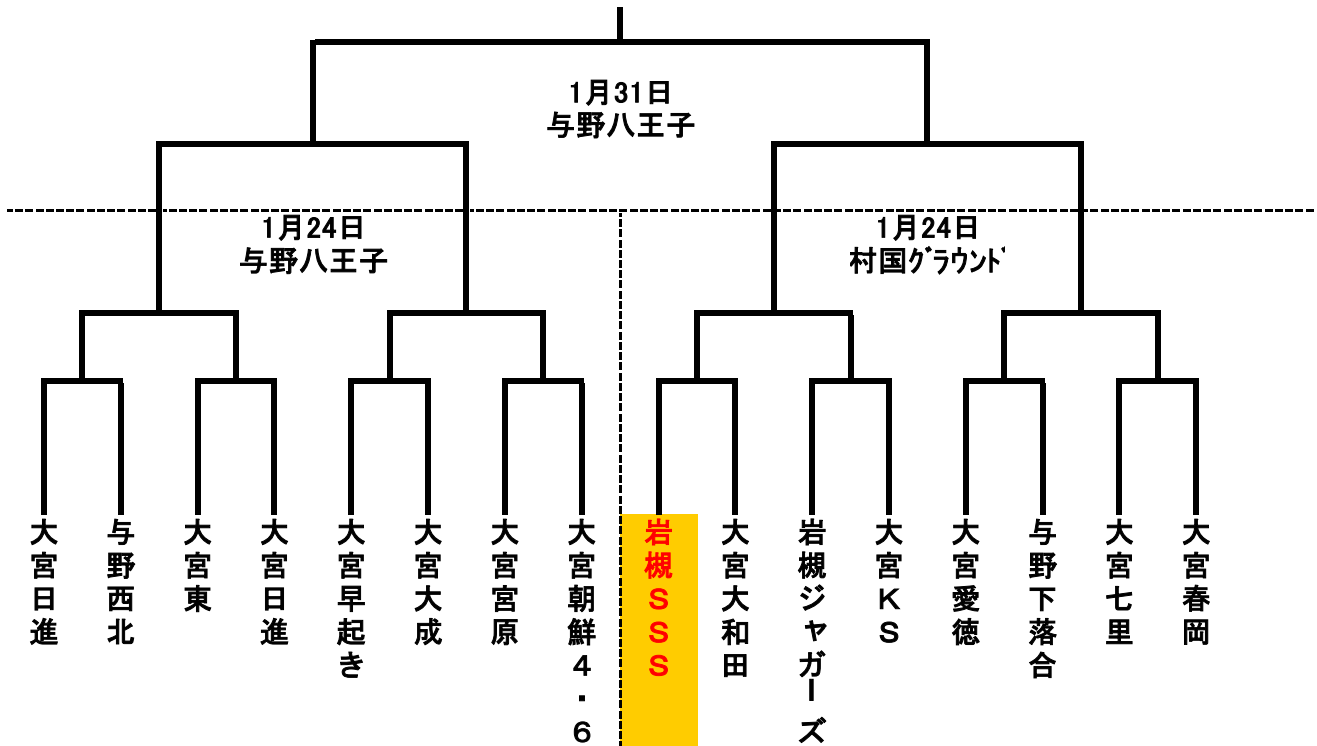 1月31日
与野八王子
1月24日
与野八王子
1月24日
村国グラウンド
大宮日進
与野西北
大宮東
大宮日進
大宮早起き
大宮大成
大宮宮原
大宮朝鮮４・６
岩槻ＳＳＳ
大宮大和田
岩槻ジャガーズ
大宮ＫＳ
大宮愛徳
与野下落合
大宮七里
大宮春岡